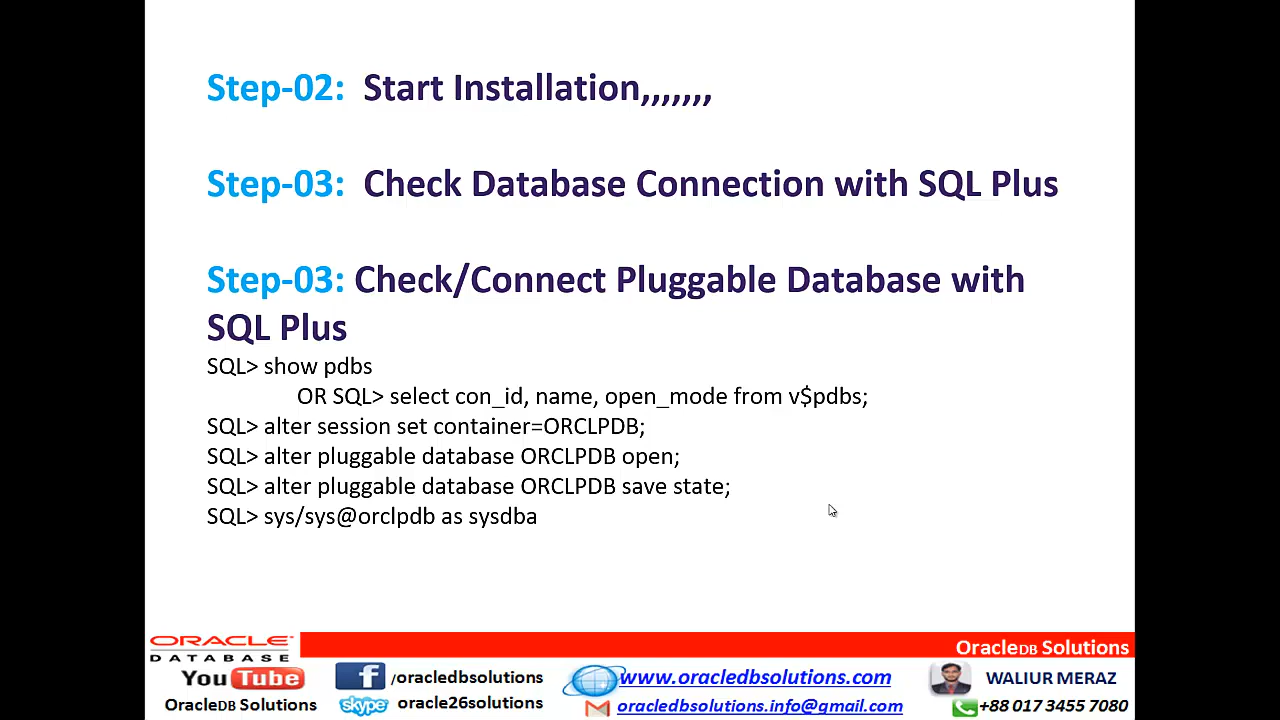 Step-02: Start Installation,,,,,,,
Step-03: Check Database Connection with SQL Plus
Step-03: Check/Connect Pluggable Database with
SQL Plus
SQL> show pdbs
OR SQL> select con_id, name, open_mode from v$pdbs;
SQL> alter session set container=ORCLPDB;
SQL> alter pluggable database ORCLPDB open;
SQL> alter pluggable database ORCLPDB save state;
SQL> sys/sys@orclpdb as sysdba
ORACLE
DATABASE
OracleDB Solutions
You Tube
OracleDB Solutions
f /oracledbsolutions
skype oracle26solutions
www.oracledbsolutions.com
oracledbsolutions.info@gmail.com
WALIUR MERAZ
+88 017 3455 7080